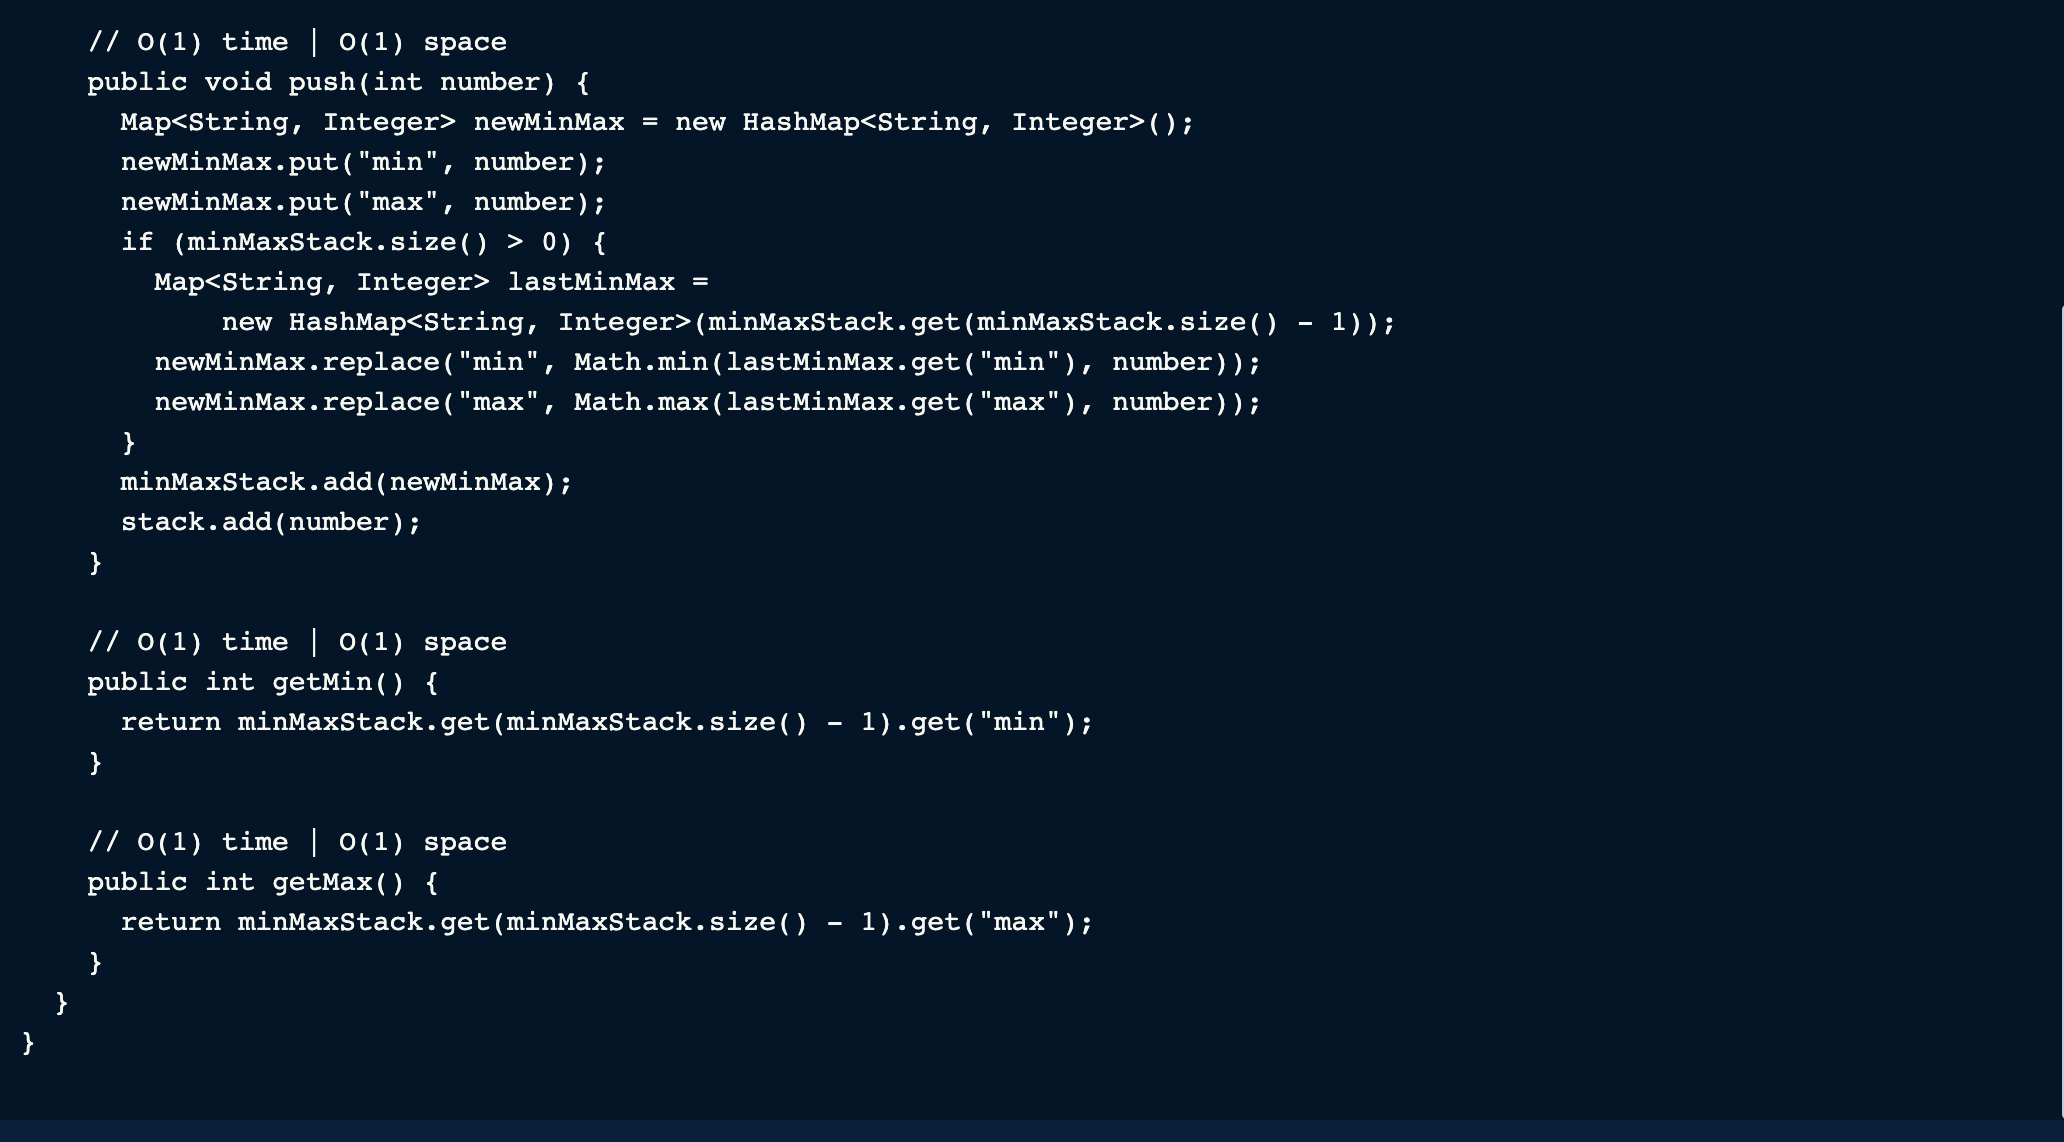 // O(1) time | O(1) space
public void push(int number) {
Map<String, Integer> newMinMax = new HashMap<String, Integer>();
newMinMax.put("min", number);
newMinMax.put("max", number);
if (minMaxStack.size() > 0) {
Map<String, Integer> lastMinMax =
new HashMap<String, Integer>(minMaxStack.get(minMaxStack.size() - 1));
newMinMax.replace("min", Math.min(lastMinMax.get("min"), number));
newMinMax.replace("max", Math.max(lastMinMax.get("max"), number));
}
minMaxStack.add(newMinMax);
stack.add(number);
}
// O(1) time | O(1) space
public int getMin() {
return minMaxStack.get(minMaxStack.size() - 1).get("min");
}
// O(1) time | O(1) space
public int getMax() {
return minMaxStack.get(minMaxStack.size() - 1).get("max");
}
}
}